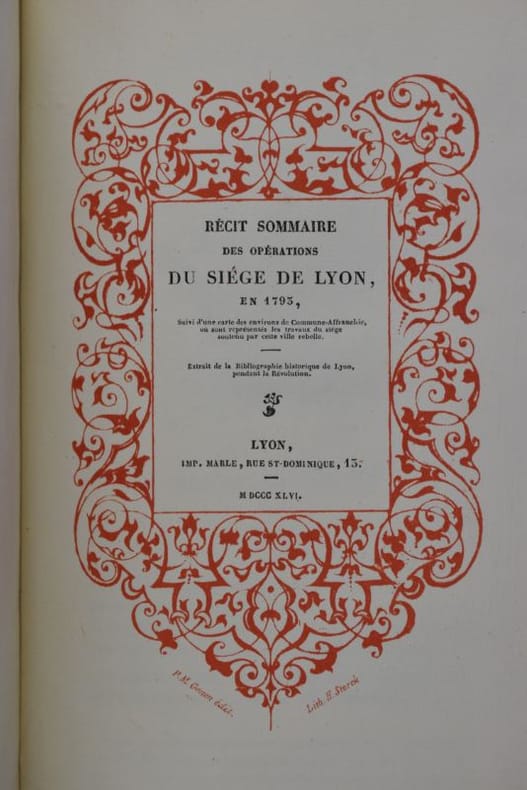 RÉCIT SOMMAIRE
DES OPÉRATIONS
DU SIÉGE DE LYON,
EN 1793,
Suivi d'une carte des environs de Commune-Affranchie,
où sont représentés les travaux du siége
soutenu par cette ville rebelle.
Extrait de la Bibliographie historique de Lyon,
pendant la Révolution.
LYON,
IMP. MARLE, RUE ST-DOMINIQUE, 13.
M DCCC XLVI.
P. M. Gonon édit.
Lith. H. Storck